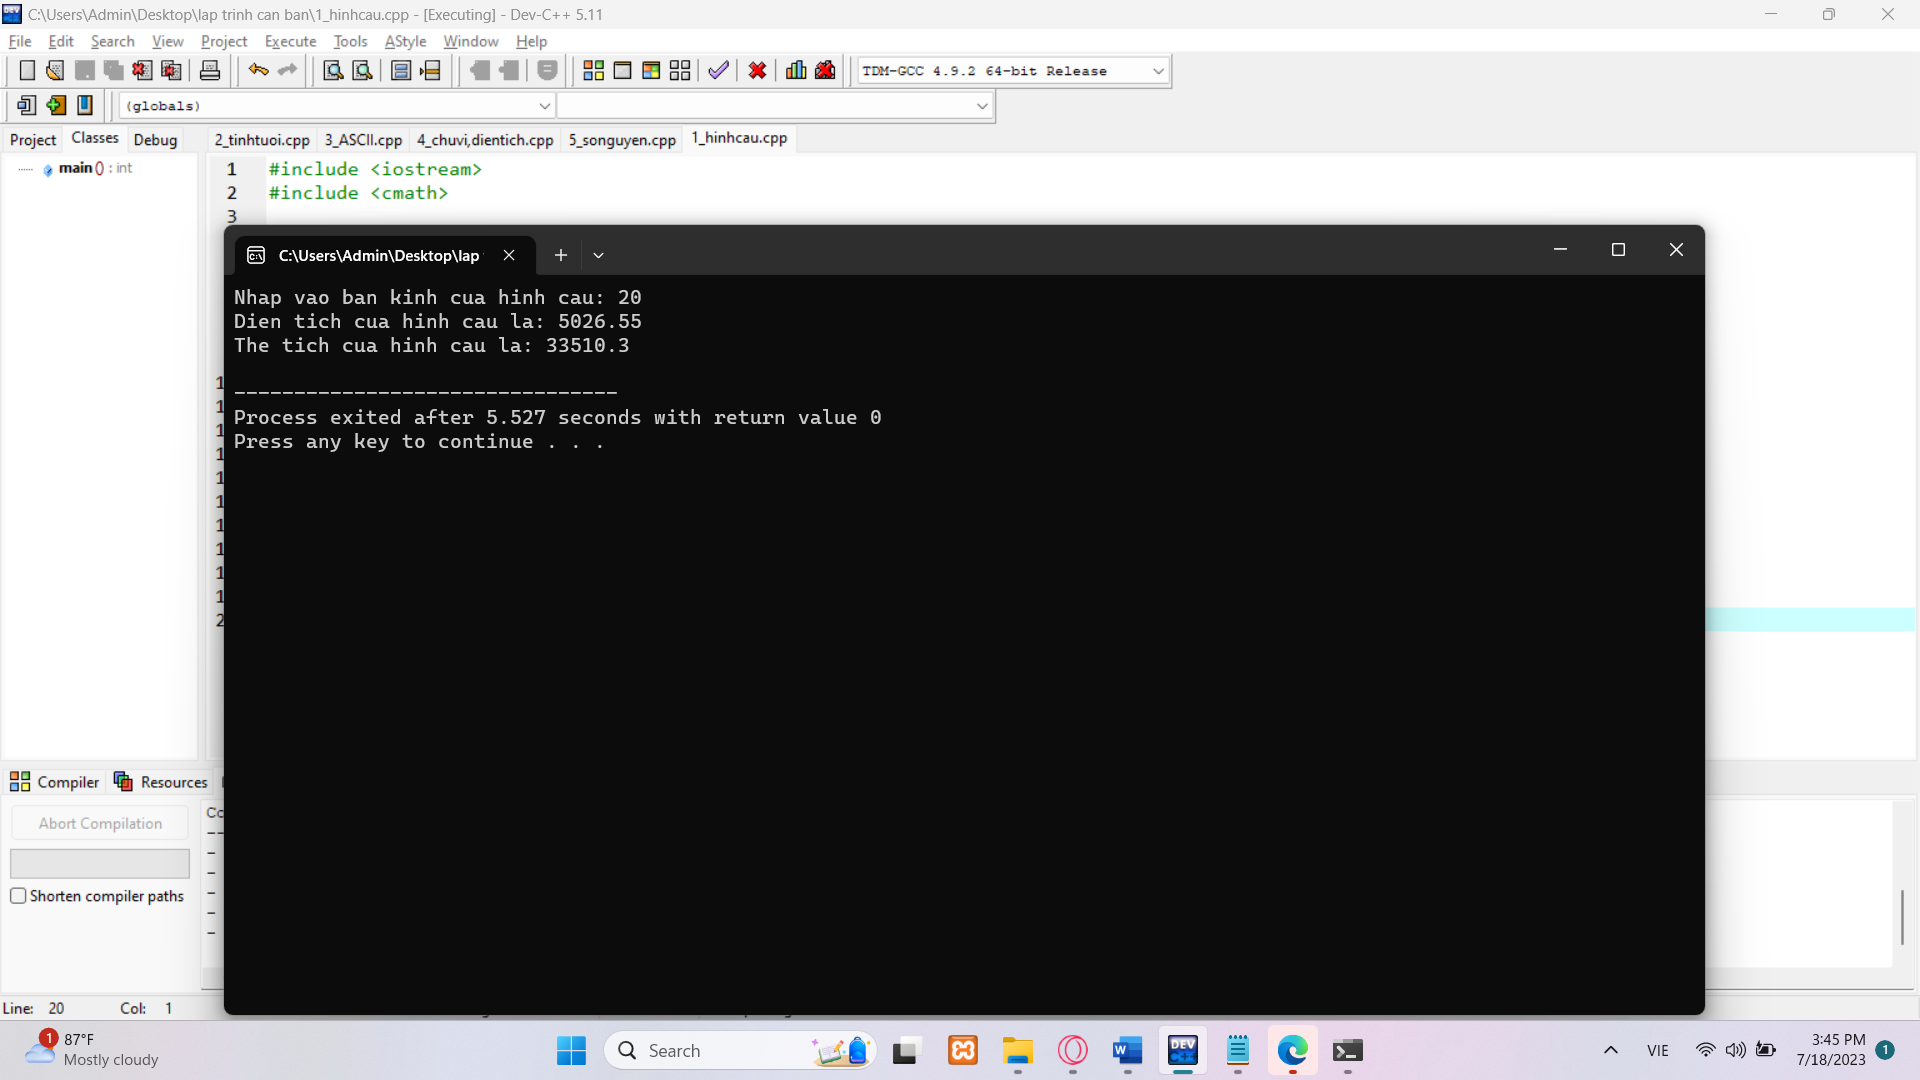 C:\Users\Admin\Desktop\lap trinh can ban\1_hinhcau.cpp - [Executing] - Dev-C++ 5.11
File Edit Search View Project Execute Tools AStyle Window Help
TDM-GCC 4.9.2 64-bit Release
(globals)
Project Classes Debug 2_tinhtuoi.cpp 3_ASCII.cpp 4_chuvi,dientich.cpp 5_songuyen.cpp 1_hinhcau.cpp
main () : int
1 #include <iostream>
2 #include <cmath>
3
C:\Users\Admin\Desktop\lap
Nhap vao ban kinh cua hinh cau: 20
Dien tich cua hinh cau la: 5026.55
The tich cua hinh cau la: 33510.3
--------------------------------
Process exited after 5.527 seconds with return value 0
Press any key to continue . . .
Compiler Resources
Abort Compilation
Shorten compiler paths
Line: 20 Col: 1
1 87°F
Mostly cloudy
Search
DEV
C++
VIE
3:45 PM
7/18/2023
1